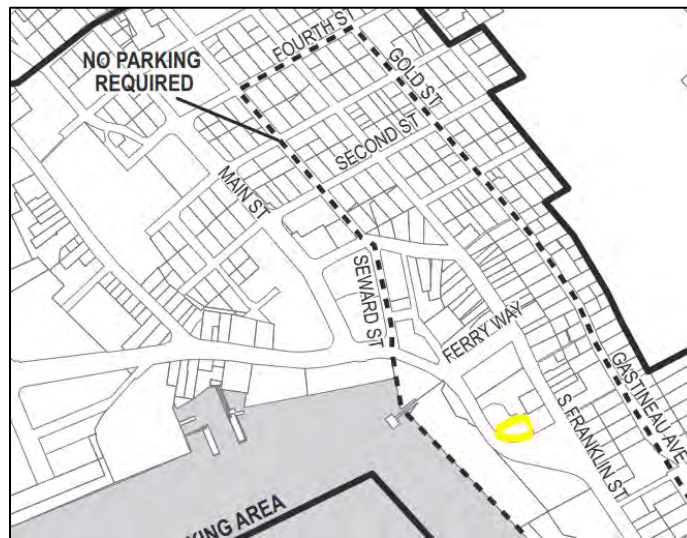 FOURTH ST
NO PARKING
REQUIRED
GOLD ST
SECOND ST
MAIN ST
SEWARD ST
FERRY WAY
GASTINEAU AVE
S FRANKLIN ST
KING AREA